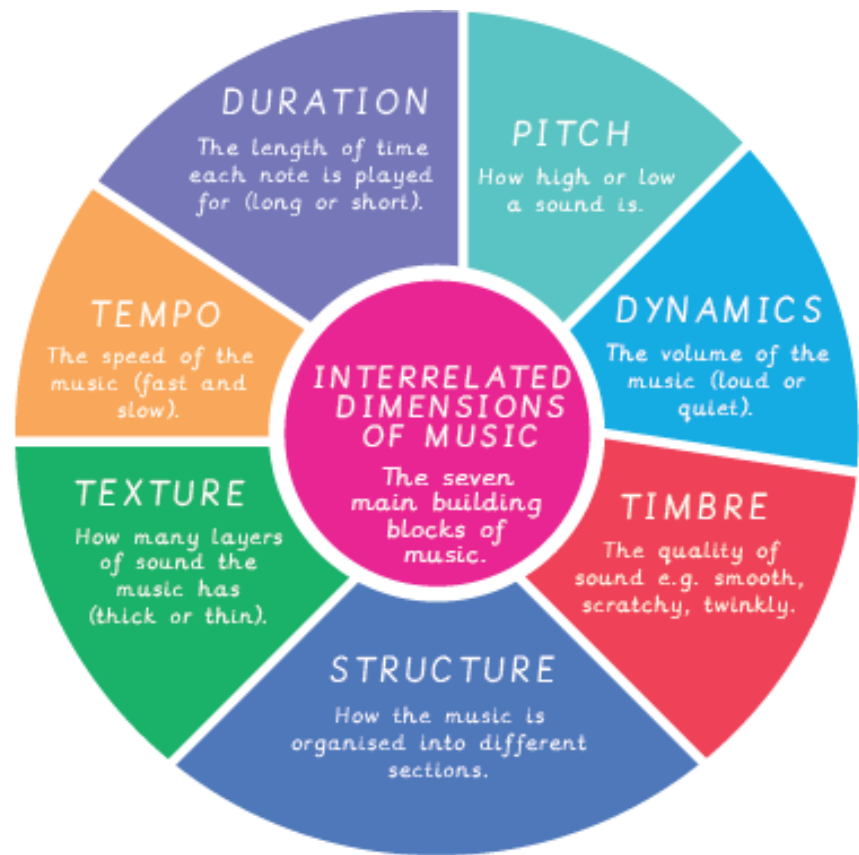 DURATION
The length of time
each note is played
for (long or short).
PITCH
How high or low
a sound is.
DYNAMICS
The volume of the
music (loud or
quiet).
TIMBRE
The quality of
sound e.g. smooth,
scratchy, twinkly.
STRUCTURE
How the music is
organised into different
sections.
TEXTURE
How many layers
of sound the
music has
(thick or thin).
TEMPO
The speed of the
music (fast and
slow).
INTERRELATED
DIMENSIONS
OF MUSIC
The seven
main building
blocks of
music.